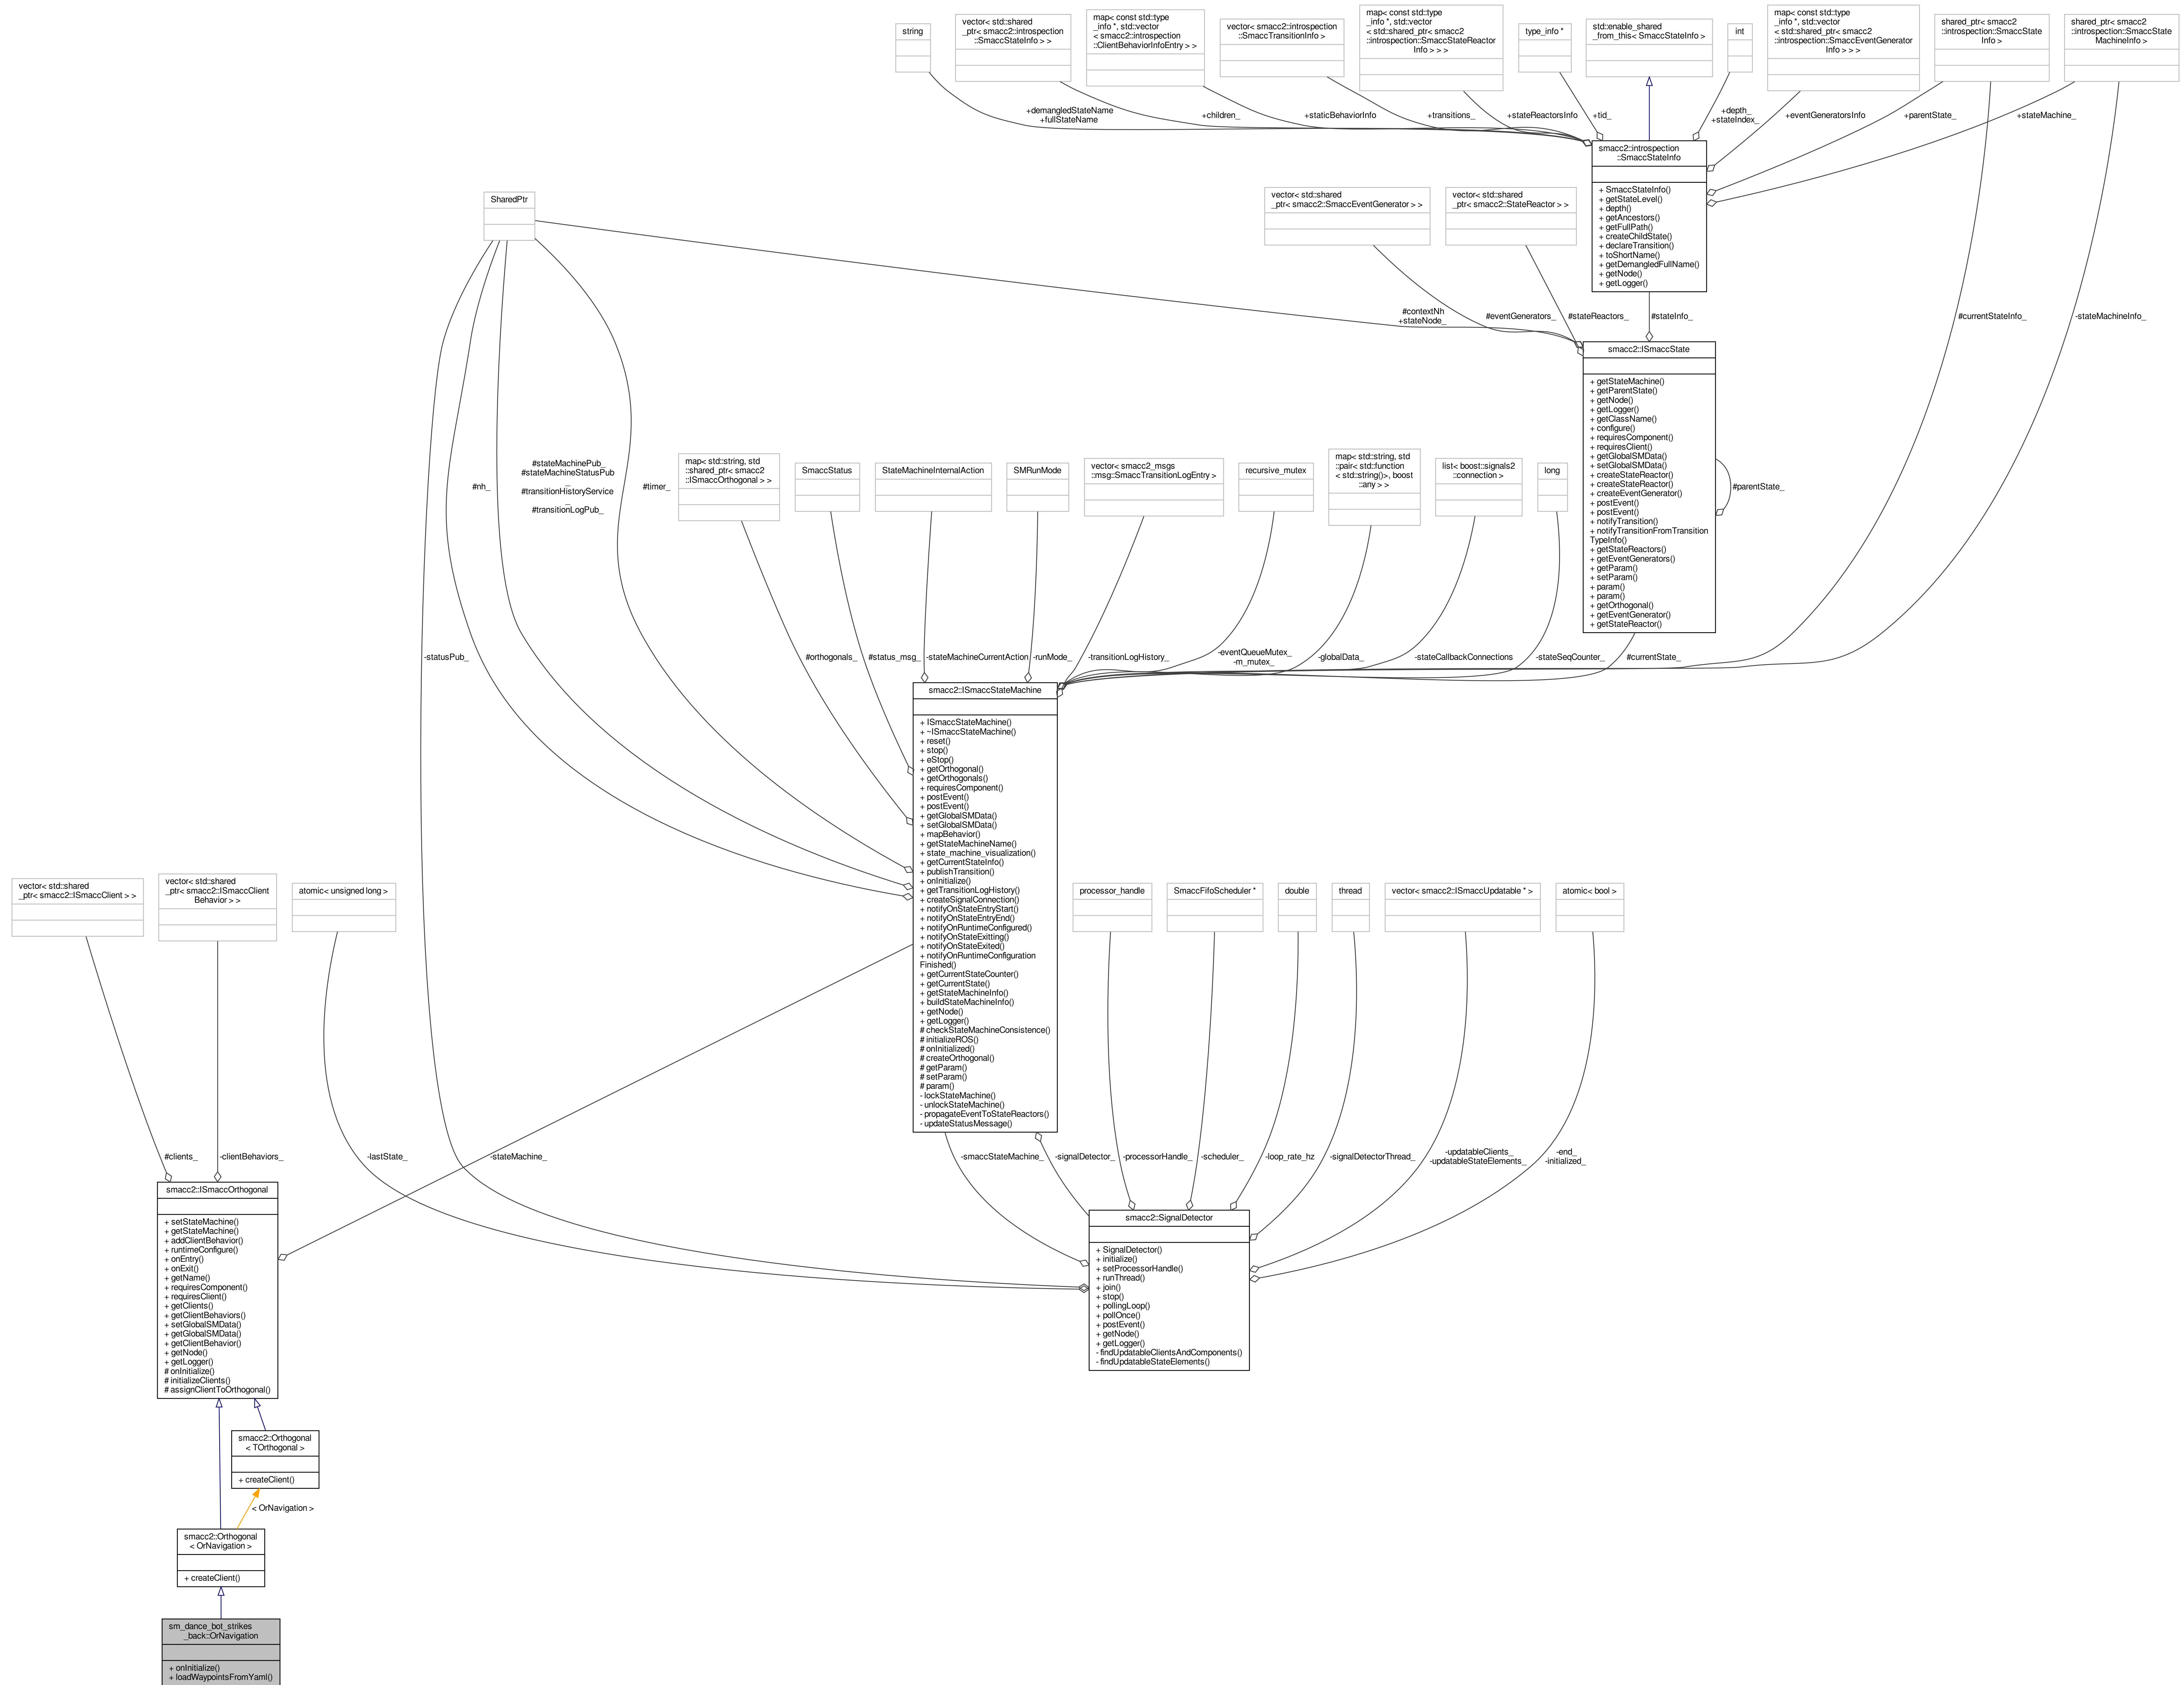 string
vector< std::shared
_ptr< smacc2::introspection
::SmaccStateInfo > >
map< const std::type
_info *, std::vector
< smacc2::introspection
::ClientBehaviorInfoEntry > >
vector< smacc2::introspection
::SmaccTransitionInfo >
map< const std::type
_info *, std::vector
< std::shared_ptr< smacc2
::introspection::SmaccStateReactor
Info > > >
type_info *
std::enable_shared
_from_this< SmaccStateInfo >
int
map< const std::type
_info *, std::vector
< std::shared_ptr< smacc2
::introspection::SmaccEventGenerator
Info > > >
shared_ptr< smacc2
::introspection::SmaccState
Info >
shared_ptr< smacc2
::introspection::SmaccState
MachineInfo >
+demangledStateName
+fullStateName
+children_
+staticBehaviorInfo
+transitions_
+stateReactorsInfo
+tid_
+depth_
+stateIndex_
+eventGeneratorsInfo
+parentState_
+stateMachine_
smacc2::introspection
::SmaccStateInfo
+ SmaccStateInfo()
+ getStateLevel()
+ depth()
+ getAncestors()
+ getFullPath()
+ createChildState()
+ declareTransition()
+ toShortName()
+ getDemangledFullName()
+ getNode()
+ getLogger()
SharedPtr
vector< std::shared
_ptr< smacc2::SmaccEventGenerator > >
vector< std::shared
_ptr< smacc2::StateReactor > >
#contextNh_
+stateNode_
#eventGenerators_
#stateReactors_
#stateInfo_
#currentStateInfo_
-stateMachineInfo_
smacc2::ISmaccState
+ getStateMachine()
+ getParentState()
+ getNode()
+ getLogger()
+ getClassName()
+ configure()
+ requiresComponent()
+ requiresClient()
+ getGlobalSMData()
+ setGlobalSMData()
+ createStateReactor()
+ createStateReactor()
+ createEventGenerator()
+ postEvent()
+ postEvent()
+ notifyTransition()
+ notifyTransitionFromTransition
TypeInfo()
+ getStateReactors()
+ getEventGenerators()
+ getParam()
+ setParam()
+ param()
+ param()
+ getOrthogonal()
+ getEventGenerator()
+ getStateReactor()
#parentState_
#nh_
#stateMachinePub_
#stateMachineStatusPub
_
#transitionHistoryService
_
#transitionLogPub_
#timer_
map< std::string, std
::shared_ptr< smacc2
::ISmaccOrthogonal > >
SmaccStatus
StateMachineInternalAction
SMRunMode
vector< smacc2_msgs
::msg::SmaccTransitionLogEntry >
recursive_mutex
map< std::string, std
::pair< std::function
< std::string()>, boost
::any > >
list< boost::signals2
::connection >
long
-statusPub_
#orthogonals_
#status_msg_
-stateMachineCurrentAction
-runMode_
-transitionLogHistory_
-eventQueueMutex_
-m_mutex_
-globalData_
-stateCallbackConnections
-stateSeqCounter_
#currentState_
smacc2::ISmaccStateMachine
+ ISmaccStateMachine()
+ ~ISmaccStateMachine()
+ reset()
+ stop()
+ eStop()
+ getOrthogonal()
+ getOrthogonals()
+ requiresComponent()
+ postEvent()
+ postEvent()
+ getGlobalSMData()
+ setGlobalSMData()
+ mapBehavior()
+ getStateMachineName()
+ state_machine_visualization()
+ getCurrentStateInfo()
+ publishTransition()
+ onInitialize()
+ getTransitionLogHistory()
+ createSignalConnection()
+ notifyOnStateEntryStart()
+ notifyOnStateEntryEnd()
+ notifyOnRuntimeConfigured()
+ notifyOnStateExitting()
+ notifyOnStateExited()
+ notifyOnRuntimeConfiguration
Finished()
+ getCurrentStateCounter()
+ getCurrentState()
+ getStateMachineInfo()
+ buildStateMachineInfo()
+ getNode()
+ getLogger()
# checkStateMachineConsistence()
# initializeROS()
# onInitialized()
# createOrthogonal()
# getParam()
# setParam()
# param()
- lockStateMachine()
- unlockStateMachine()
- propagateEventToStateReactors()
- updateStatusMessage()
vector< std::shared
_ptr< smacc2::ISmaccClient > >
vector< std::shared
_ptr< smacc2::ISmaccClient
Behavior > >
atomic< unsigned long >
processor_handle
SmaccFifoScheduler *
double
thread
vector< smacc2::ISmaccUpdatable * >
atomic< bool >
#clients_
-clientBehaviors_
-lastState_
-stateMachine_
-smaccStateMachine_
-signalDetector_
-processorHandle_
-scheduler_
-loop_rate_hz
-signalDetectorThread_
-updatableClients_
-updatableStateElements_
-end_
-initialized_
smacc2::ISmaccOrthogonal
+ setStateMachine()
+ getStateMachine()
+ addClientBehavior()
+ runtimeConfigure()
+ onEntry()
+ onExit()
+ getName()
+ requiresComponent()
+ requiresClient()
+ getClients()
+ getClientBehaviors()
+ setGlobalSMData()
+ getGlobalSMData()
+ getClientBehavior()
+ getNode()
+ getLogger()
# onInitialize()
# initializeClients()
# assignClientToOrthogonal()
smacc2::SignalDetector
+ SignalDetector()
+ initialize()
+ setProcessorHandle()
+ runThread()
+ join()
+ stop()
+ pollingLoop()
+ pollOnce()
+ postEvent()
+ getNode()
+ getLogger()
- findUpdatableClientsAndComponents()
- findUpdatableStateElements()
smacc2::Orthogonal
< TOrthogonal >
+ createClient()
< OrNavigation >
smacc2::Orthogonal
< OrNavigation >
+ createClient()
sm_dance_bot_strikes
_back::OrNavigation
+ onInitialize()
+ loadWaypointsFromYaml()